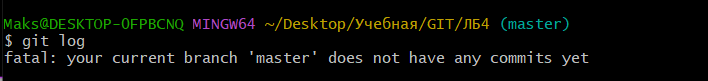 Maks@DESKTOP-OFPBCNQ MINGW64 ~/Desktop/Учебная/GIT/ЛБ4 (master)
$ git log
fatal: your current branch 'master' does not have any commits yet